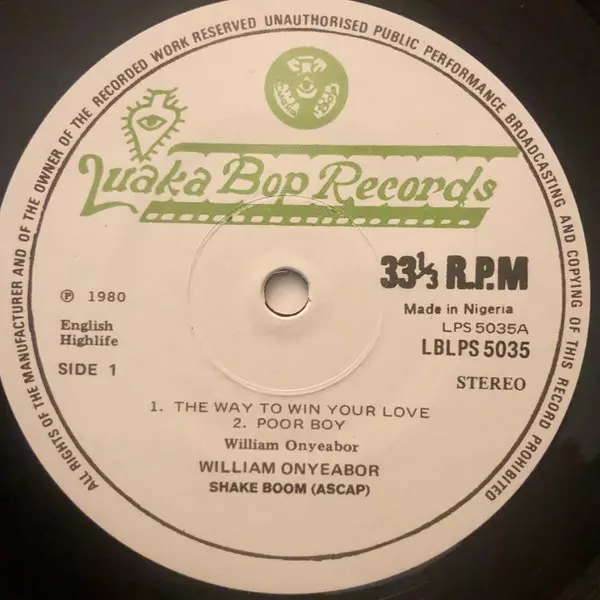 ALL RIGHTS OF THE MANUFACTURER AND OF THE OWNER OF THE RECORDED WORK RESERVED UNAUTHORISED PUBLIC PERFORMANCE BROADCASTING AND COPYING OF THIS RECORD PROHIBITED
Luaka Bop
Luaka Bop Records
33⅓ R.P.M
Made in Nigeria
LPS 5035A
LBLPS 5035
STEREO
℗ 1980
English
Highlife
SIDE 1
1. THE WAY TO WIN YOUR LOVE
2. POOR BOY
William Onyeabor
WILLIAM ONYEABOR
SHAKE BOOM (ASCAP)